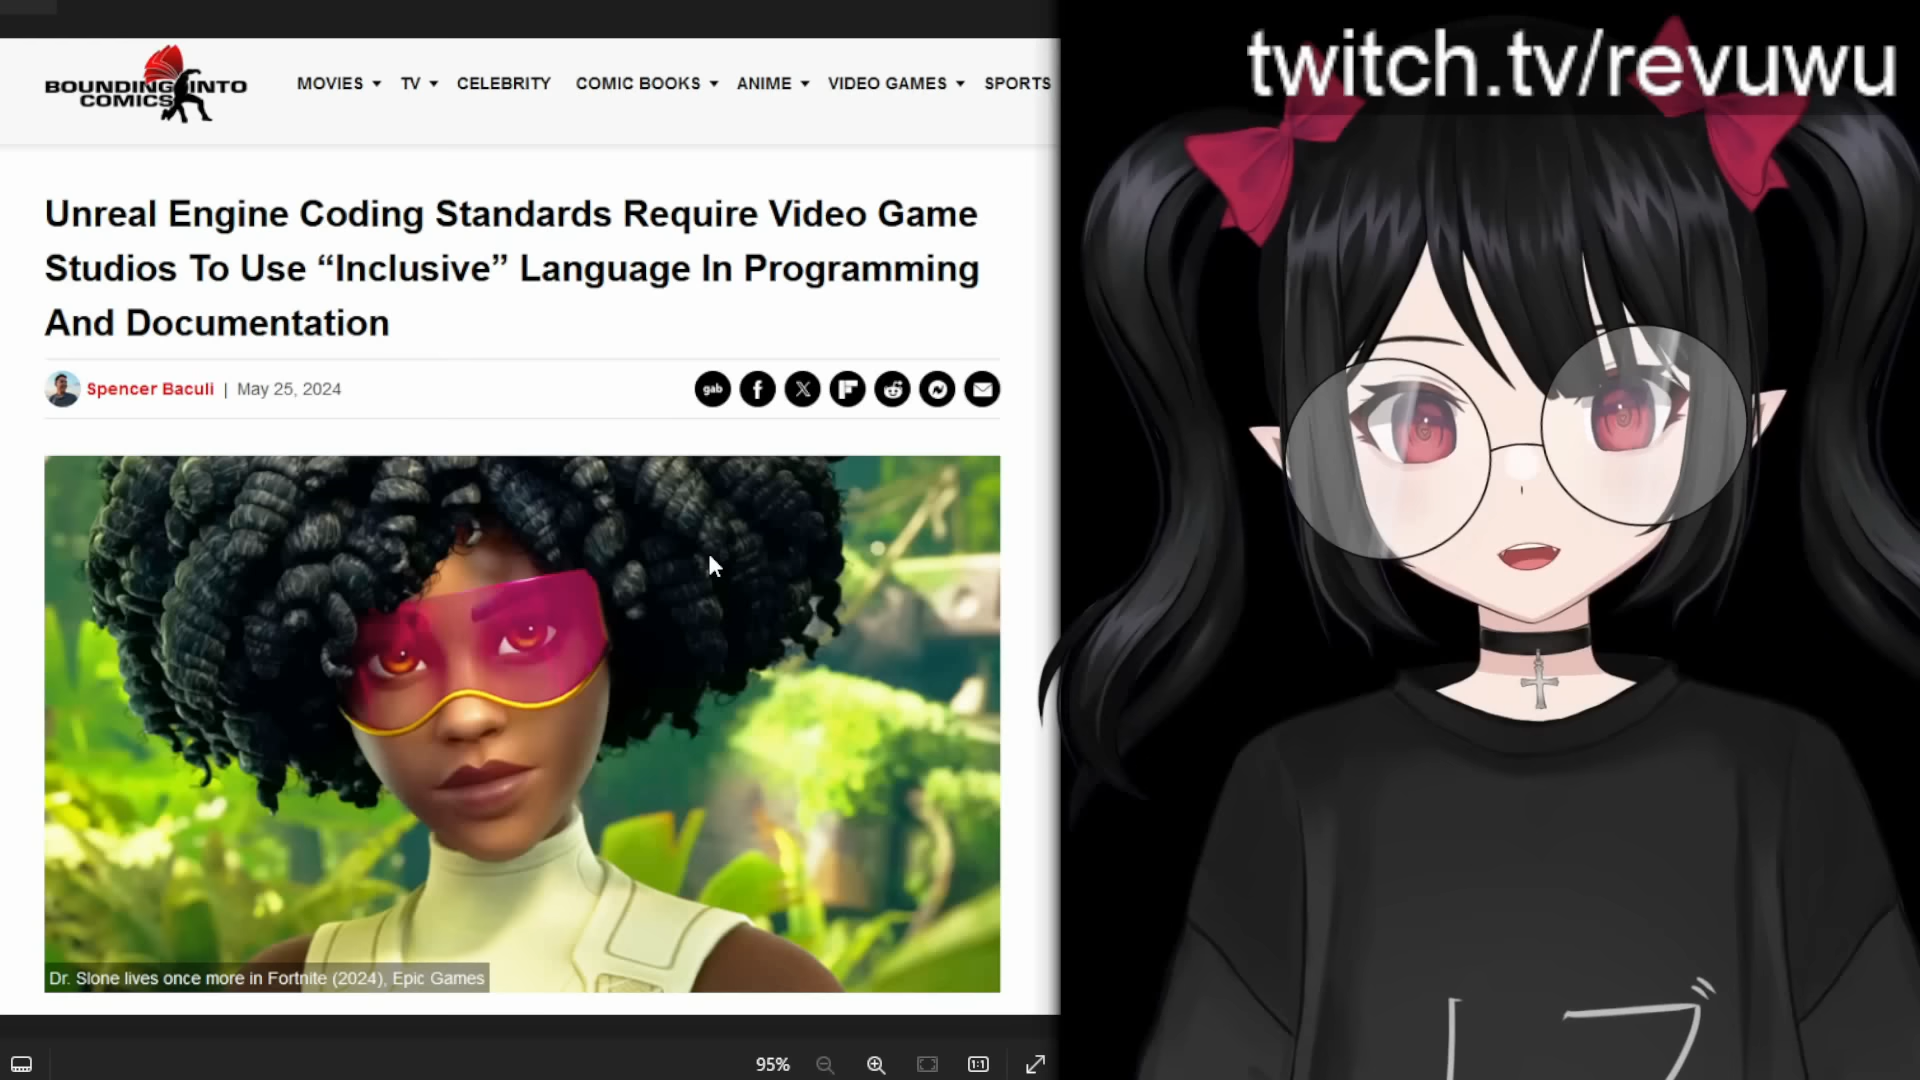 twitch.tv/revuwu
BOUNDING INTO
COMICS
MOVIES TV CELEBRITY COMIC BOOKS ANIME VIDEO GAMES SPORTS
Unreal Engine Coding Standards Require Video Game
Studios To Use “Inclusive” Language In Programming
And Documentation
Spencer Baculi | May 25, 2024
gab
Dr. Slone lives once more in Fortnite (2024), Epic Games
95%
1:1